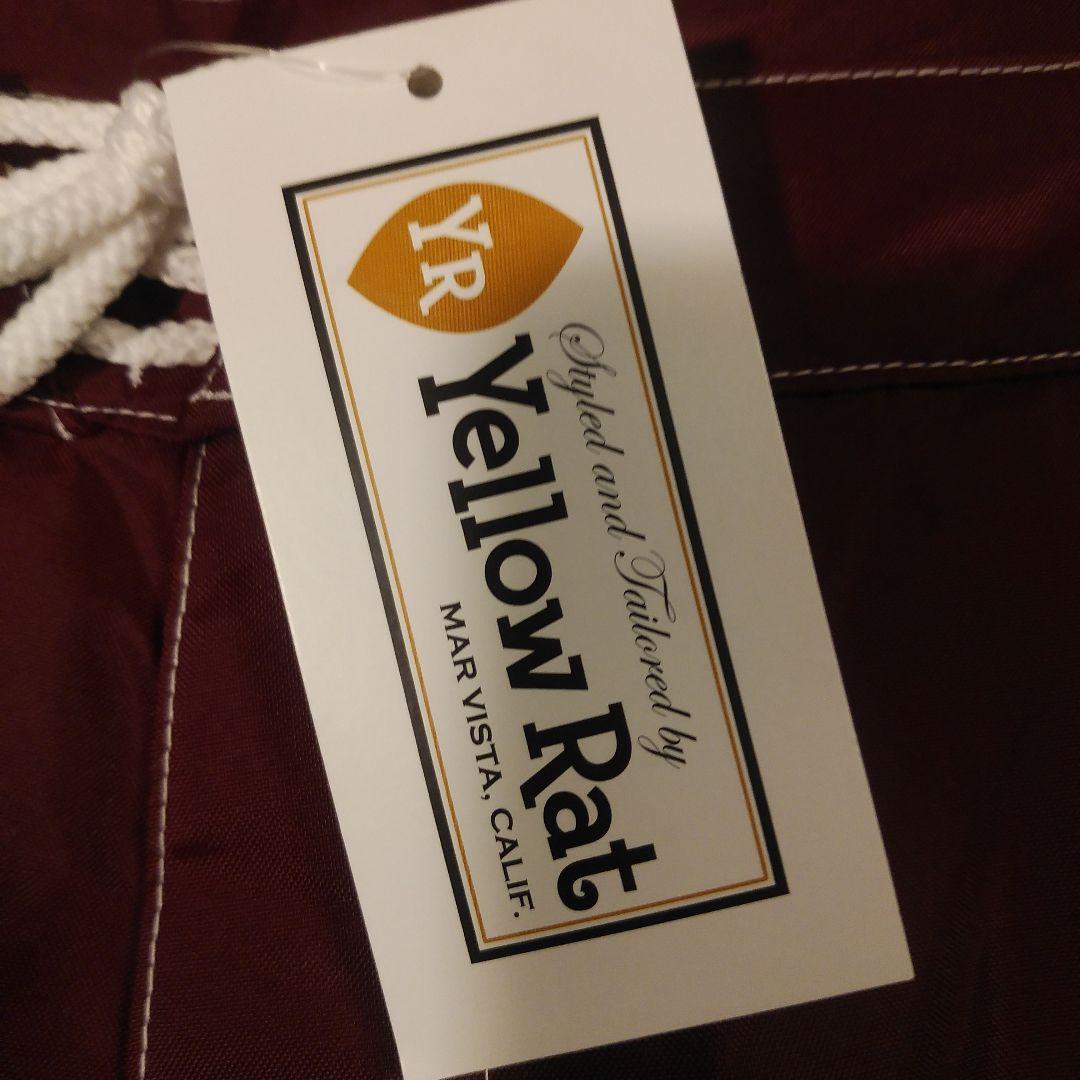 YR
Styled and Tailored by
Yellow Rat
MAR VISTA, CALIF.